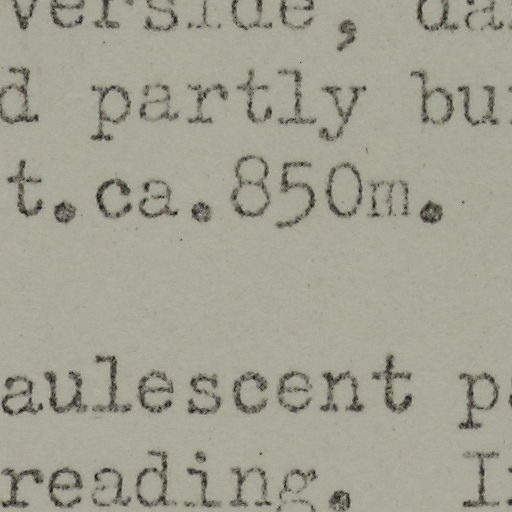 verside, da
d partly bu
t.ca.850m.
aulescent p
reading. I